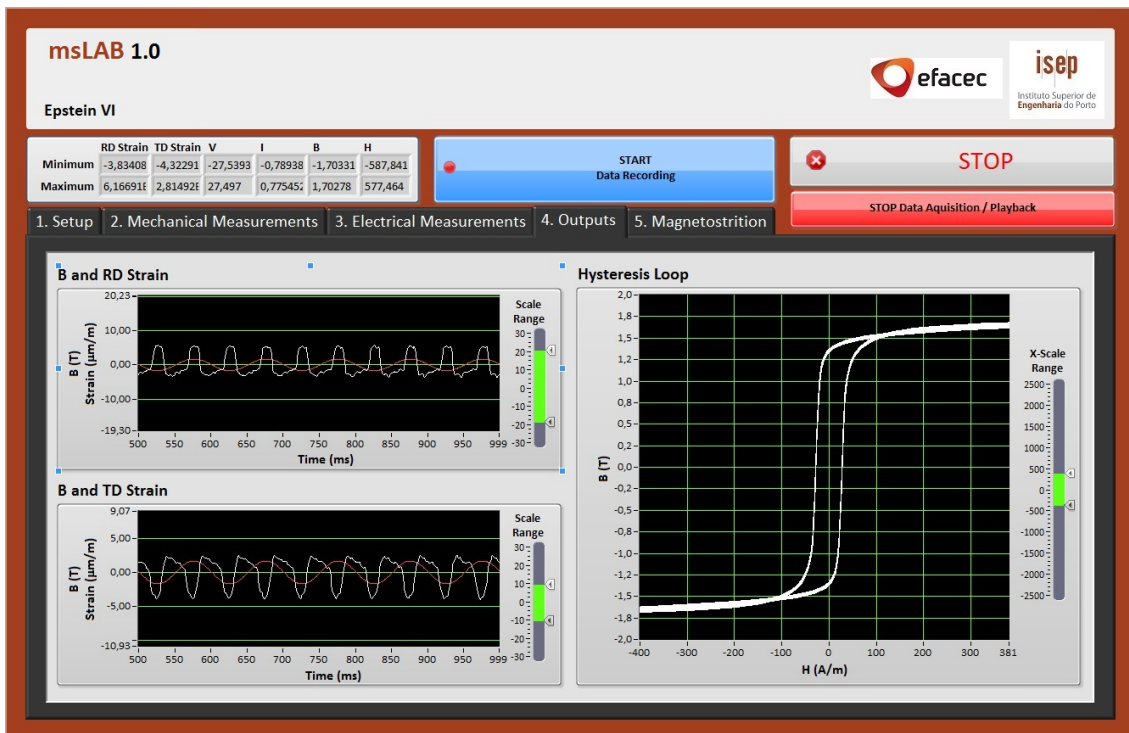 msLAB 1.0
Epstein VI
efacec
isep
Instituto Superior de
Engenharia do Porto
RD Strain TD Strain V I B H
Minimum -3,83408 -4,32291 -27,5393 -0,78938 -1,70331 -587,841
Maximum 6,16691 2,81492 27,497 0,775452 1,70278 577,464
START
Data Recording
STOP
STOP Data Aquisition / Playback
1. Setup 2. Mechanical Measurements 3. Electrical Measurements 4. Outputs 5. Magnetostrition
B and RD Strain
20,23
10,00
0,00
-10,00
-19,30
B (T)
Strain (µm/m)
500 550 600 650 700 750 800 850 900 950 999
Time (ms)
Scale
Range
30
20
10
0
-10
-20
-30
B and TD Strain
9,07
5,00
0,00
-5,00
-10,93
B (T)
Strain (µm/m)
500 550 600 650 700 750 800 850 900 950 999
Time (ms)
Scale
Range
30
20
10
0
-10
-20
-30
Hysteresis Loop
2,0
1,8
1,5
1,2
1,0
0,8
0,5
0,2
0,0
-0,2
-0,5
-0,8
-1,0
-1,2
-1,5
-1,8
-2,0
B (T)
-400 -300 -200 -100 0 100 200 300 381
H (A/m)
X-Scale
Range
2500
2000
1500
1000
500
0
-500
-1000
-1500
-2000
-2500